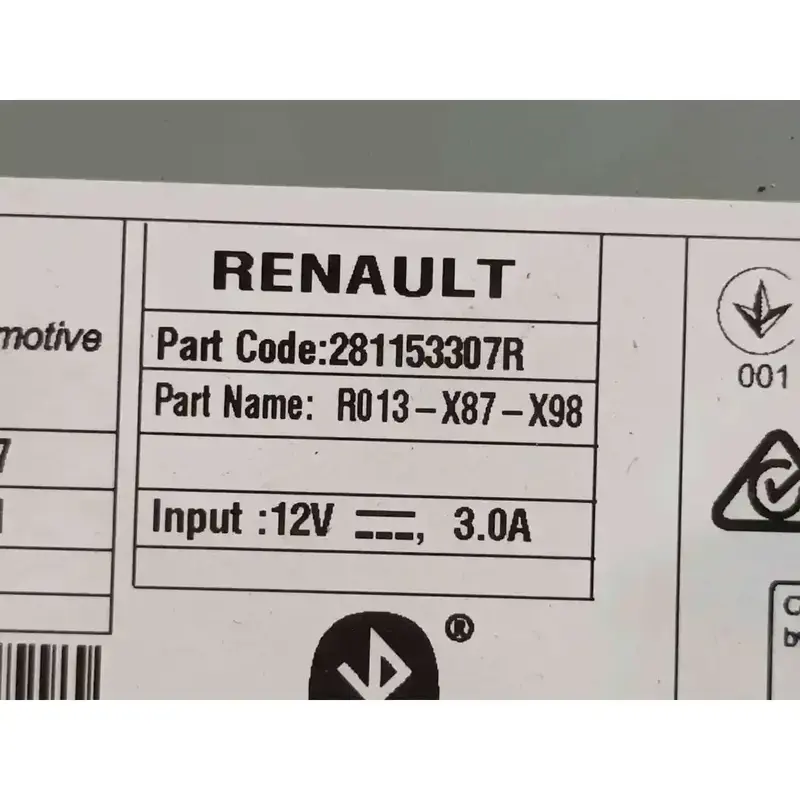 RENAULT
motive
Part Code:281153307R
Part Name: R013-X87-X98
001
7
Input :12V ⎓, 3.0A
®